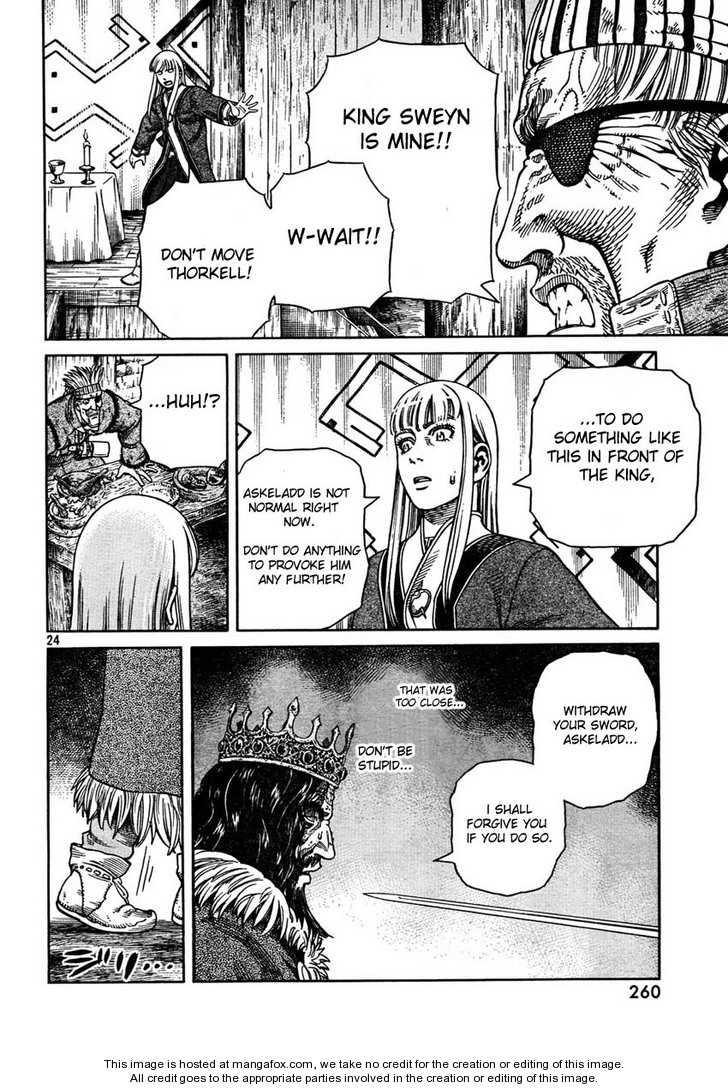 KING SWEYN
IS MINE!!
W-WAIT!!
DON'T MOVE
THORKELL!
...TO DO
SOMETHING LIKE
THIS IN FRONT OF
THE KING,
ASKELADD IS NOT
NORMAL RIGHT
NOW.
DON'T DO ANYTHING
TO PROVOKE HIM
ANY FURTHER!
...HUH!?
24
WITHDRAW
YOUR SWORD,
ASKELADD...
I SHALL
FORGIVE YOU
IF YOU DO SO.
THAT WAS
TOO CLOSE...
DON'T BE
STUPID...
ジリ...
260
This image is hosted at mangafox.com, we take no credit for the creation or editing of this image.
All credit goes to the appropriate parties involved in the creation or editing of this image.